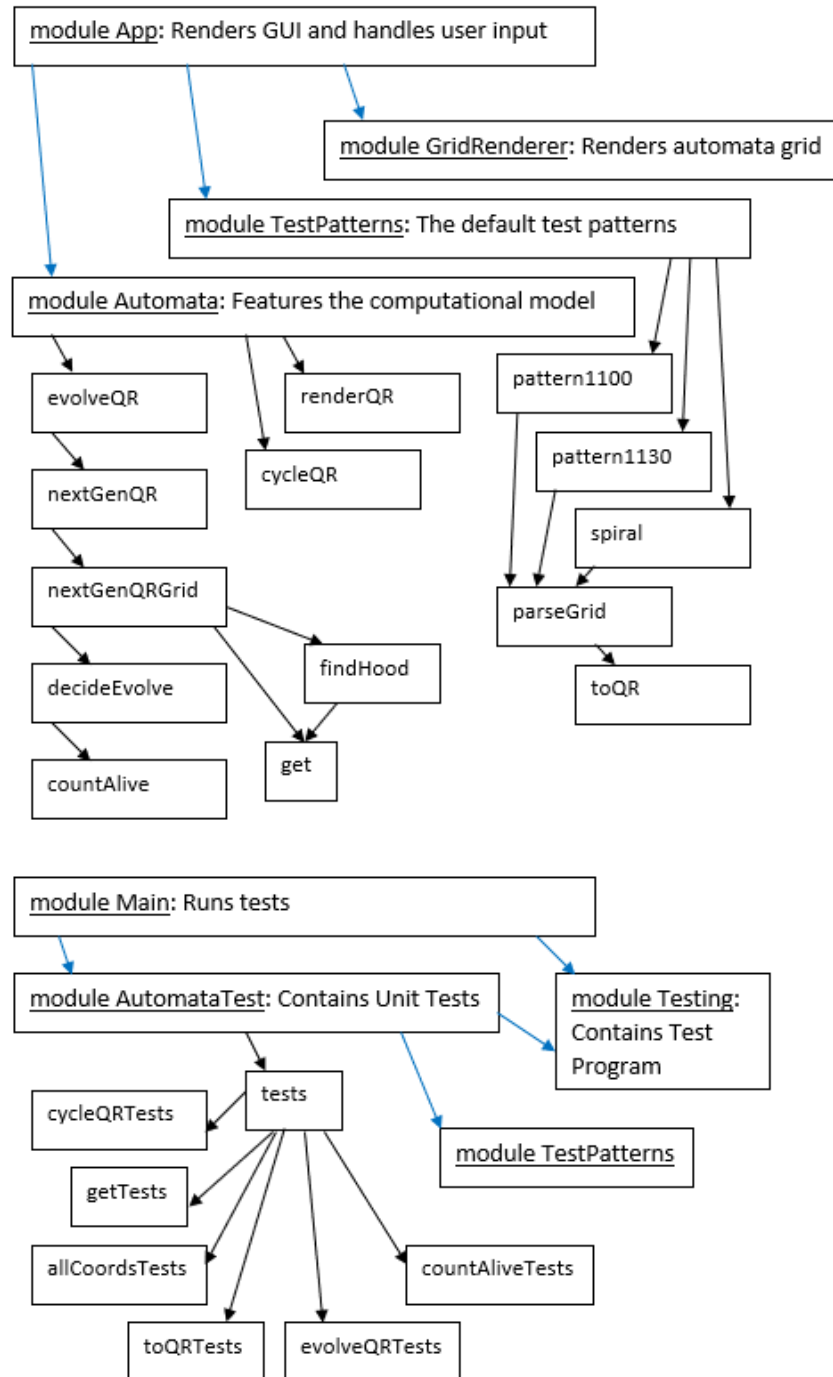 module App: Renders GUI and handles user input
module GridRenderer: Renders automata grid
module TestPatterns: The default test patterns
module Automata: Features the computational model
evolveQR
renderQR
pattern1100
cycleQR
pattern1130
nextGenQR
spiral
nextGenQRGrid
parseGrid
findHood
decideEvolve
toQR
get
countAlive
module Main: Runs tests
module AutomataTest: Contains Unit Tests
module Testing:
Contains Test
Program
tests
cycleQRTests
module TestPatterns
getTests
allCoordsTests
countAliveTests
toQRTests
evolveQRTests